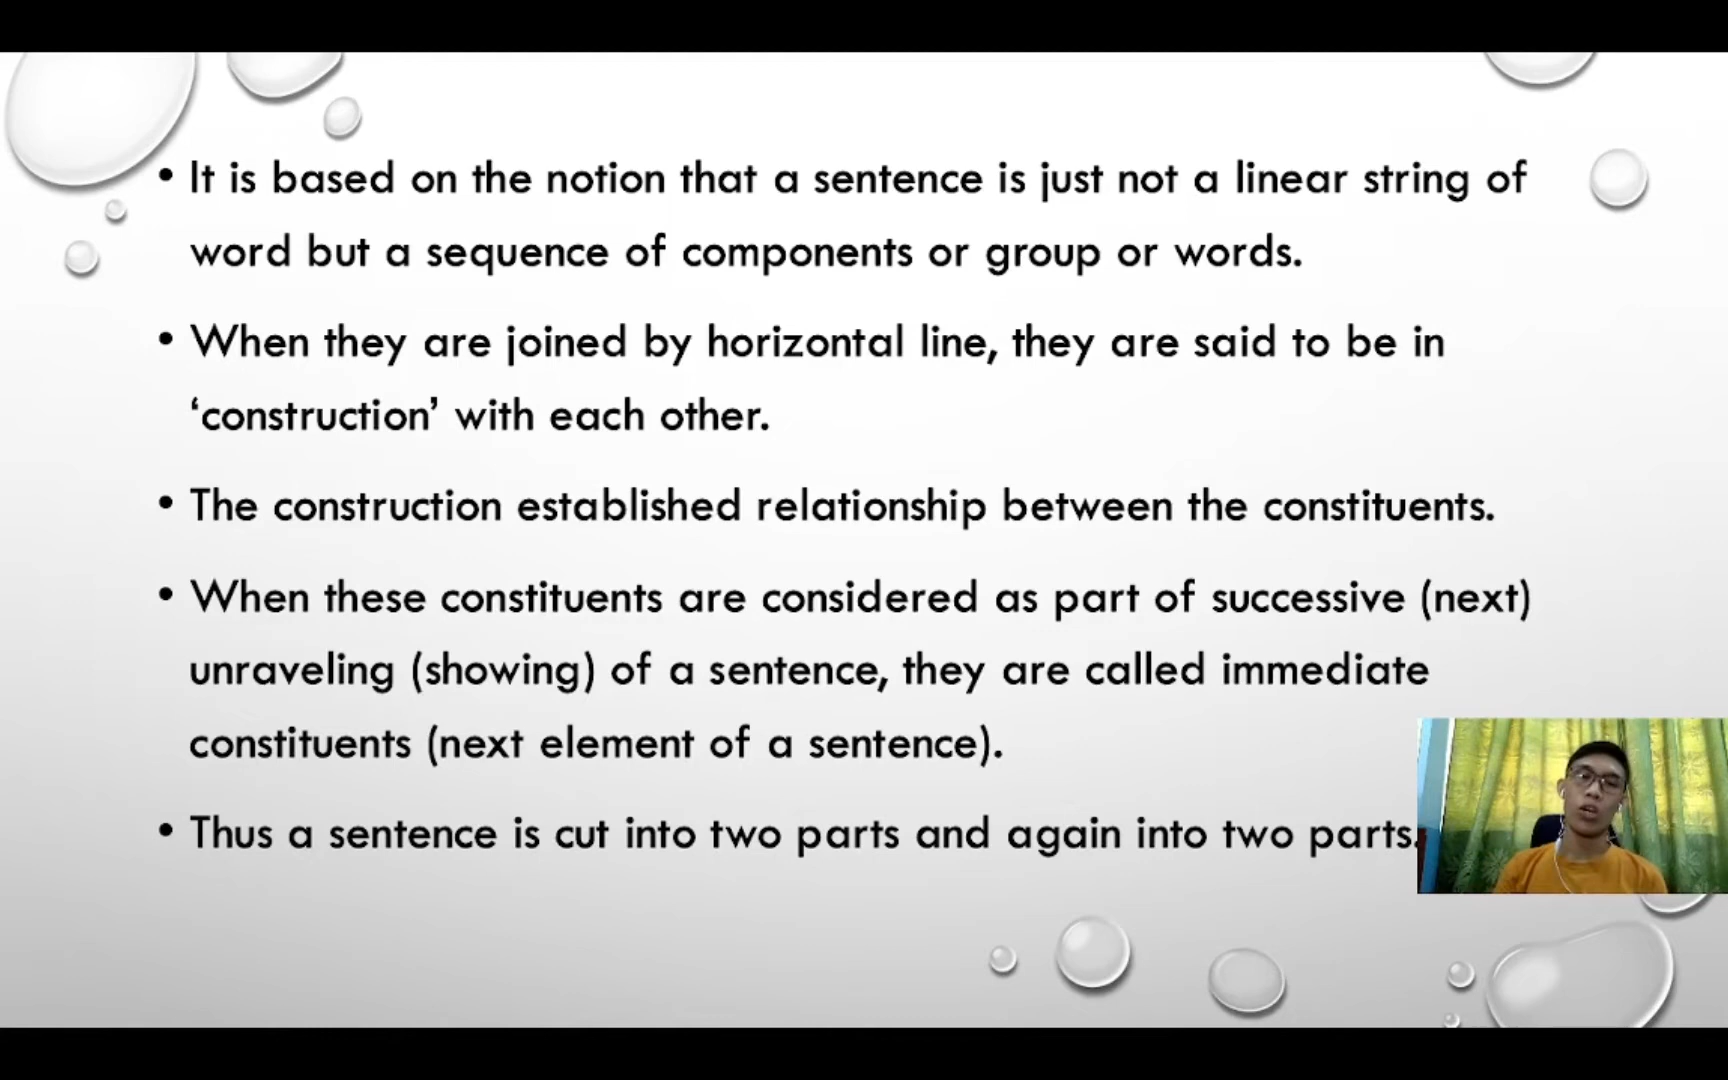 • It is based on the notion that a sentence is just not a linear string of
word but a sequence of components or group or words.
• When they are joined by horizontal line, they are said to be in
‘construction’ with each other.
• The construction established relationship between the constituents.
• When these constituents are considered as part of successive (next)
unraveling (showing) of a sentence, they are called immediate
constituents (next element of a sentence).
• Thus a sentence is cut into two parts and again into two parts.